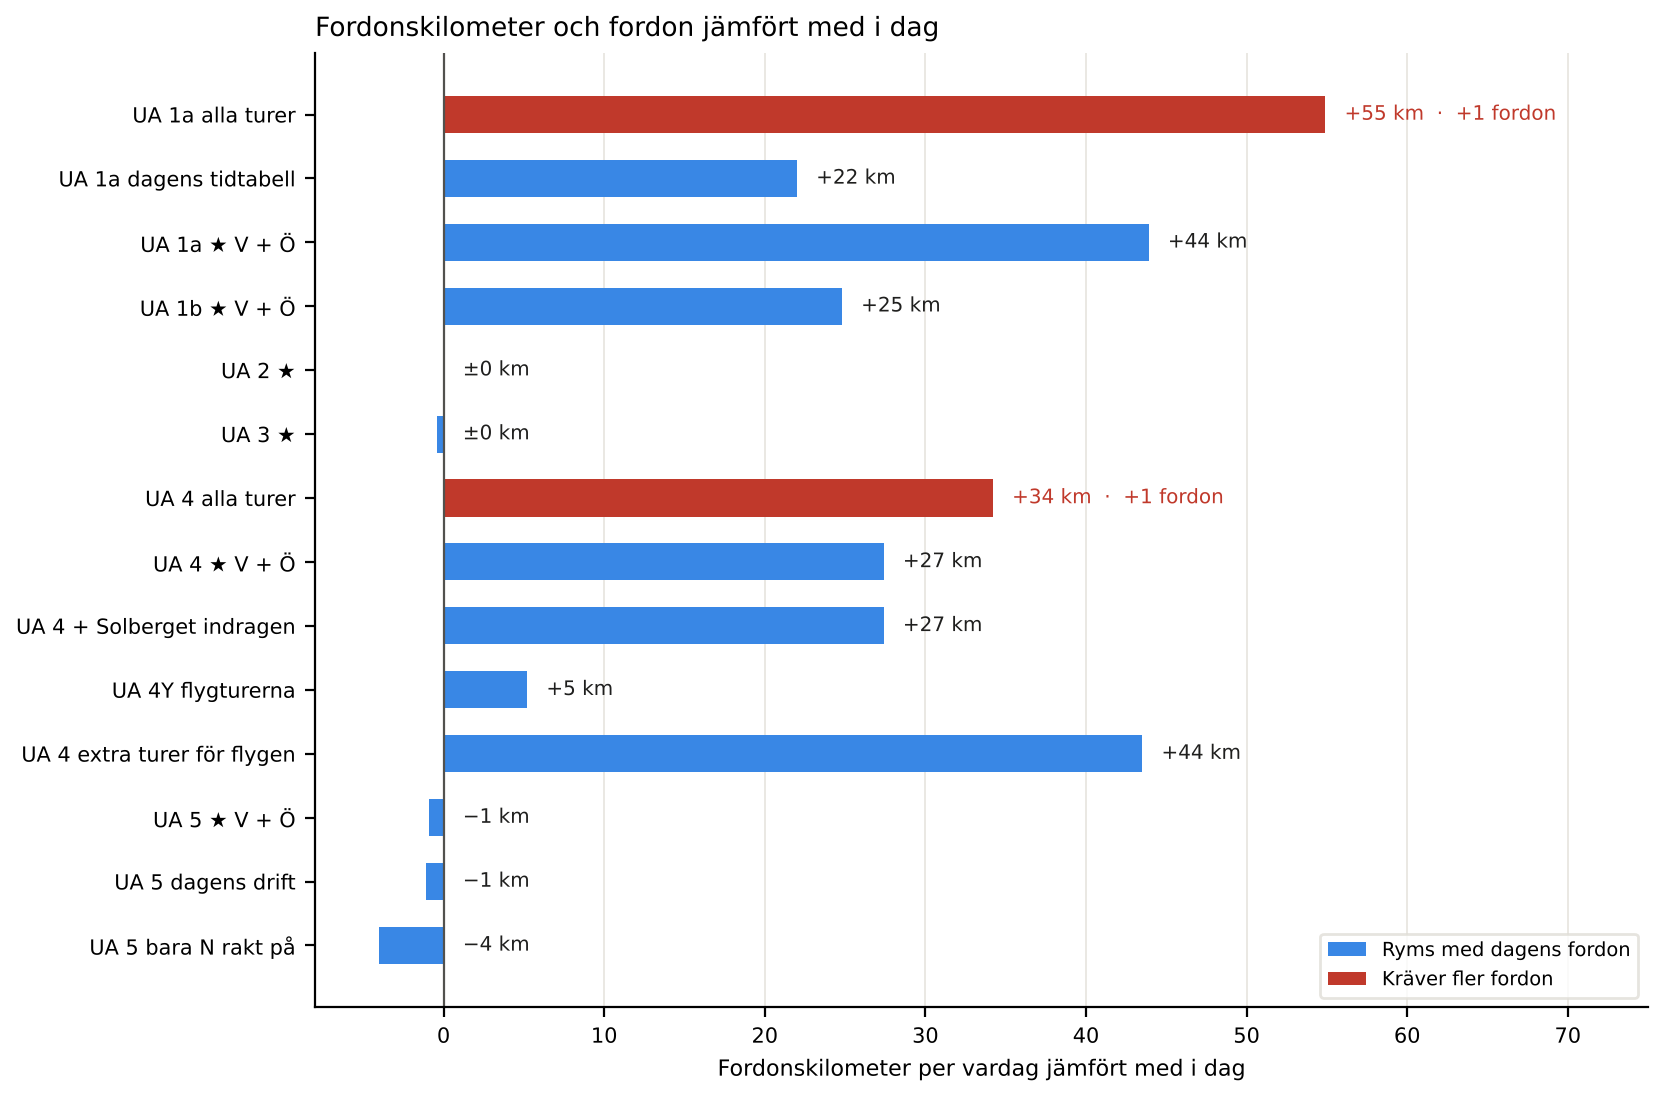 Fordonskilometer och fordon jämfört med i dag
UA 1a alla turer
+55 km · +1 fordon
UA 1a dagens tidtabell
+22 km
UA 1a ★ V + Ö
+44 km
UA 1b ★ V + Ö
+25 km
UA 2 ★
±0 km
UA 3 ★
±0 km
UA 4 alla turer
+34 km · +1 fordon
UA 4 ★ V + Ö
+27 km
UA 4 + Solberget indragen
+27 km
UA 4Y flygturerna
+5 km
UA 4 extra turer för flygen
+44 km
UA 5 ★ V + Ö
−1 km
UA 5 dagens drift
−1 km
UA 5 bara N rakt på
−4 km
Ryms med dagens fordon
Kräver fler fordon
0 10 20 30 40 50 60 70
Fordonskilometer per vardag jämfört med i dag